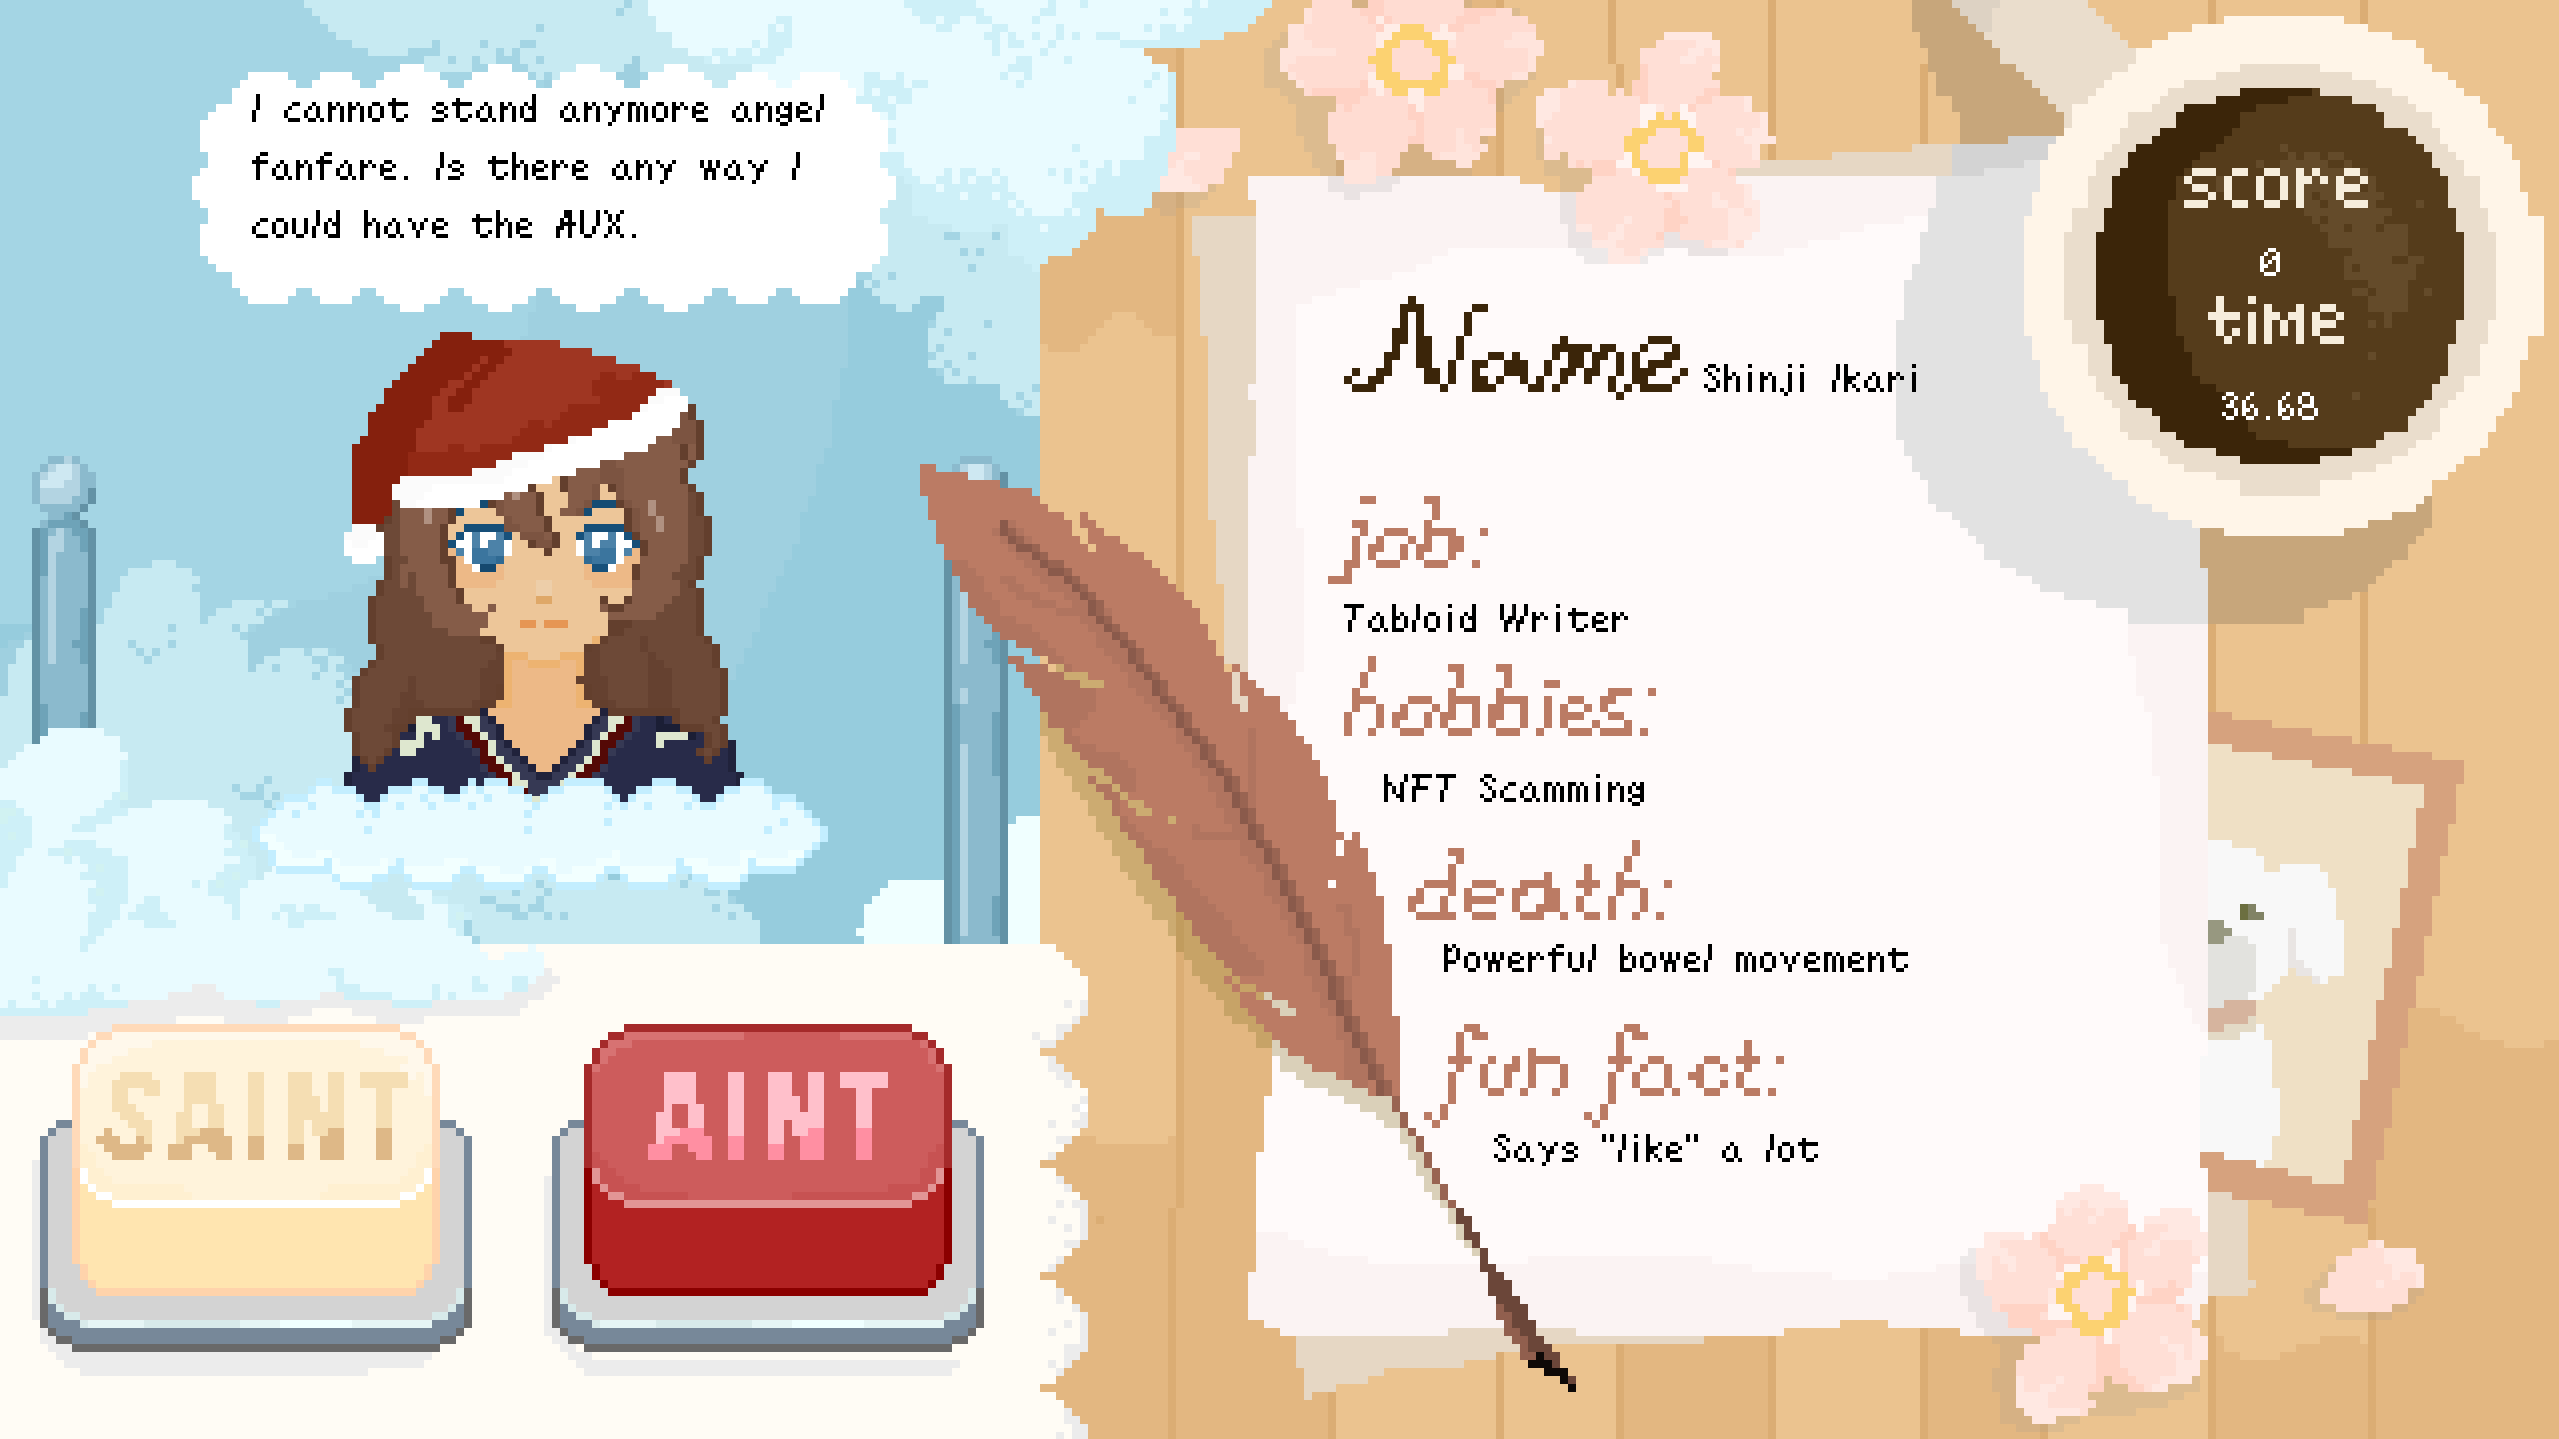 I cannot stand anymore angel
fanfare. Is there any way I
could have the AUX.
SAINT
AINT
Name Shinji Ikari
job:
Tabloid Writer
hobbies:
NFT Scamming
death:
Powerful bowel movement
fun fact:
Says "like" a lot
score
0
time
36.68